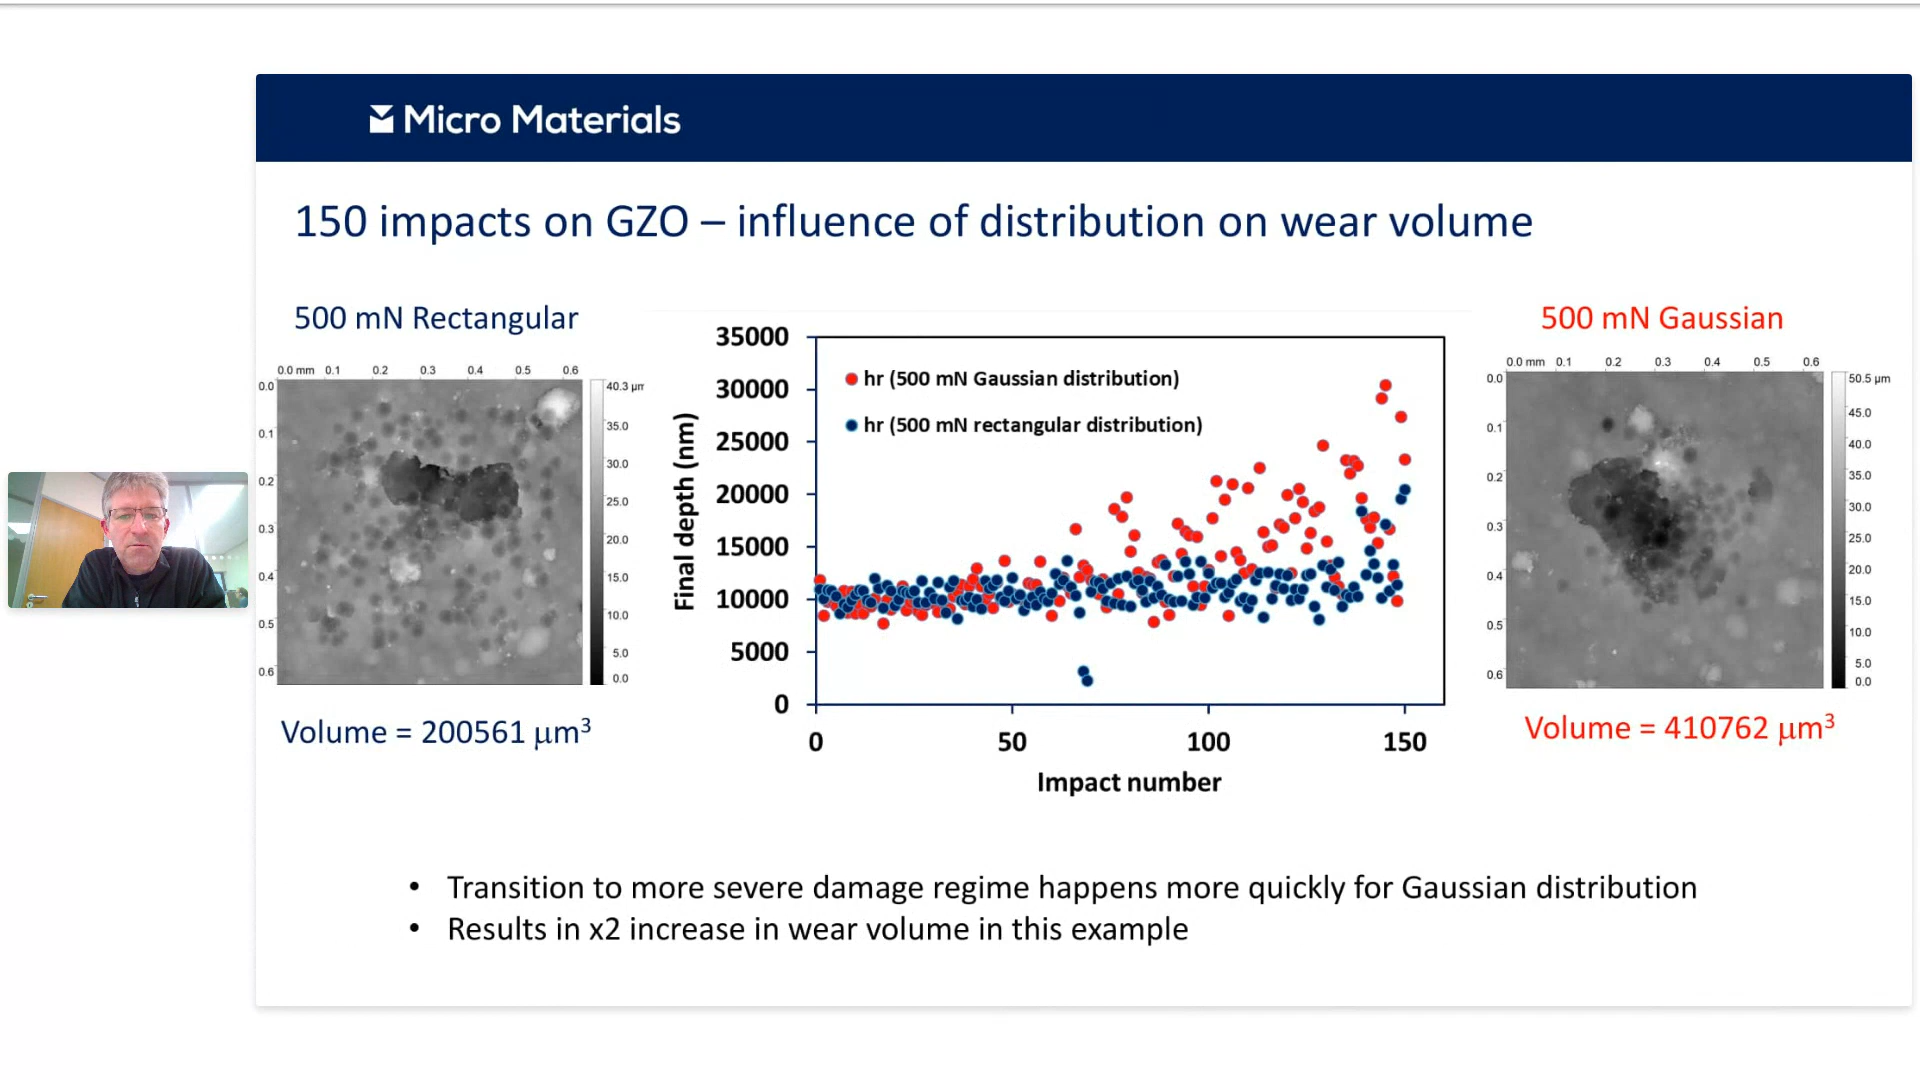 Micro Materials
150 impacts on GZO – influence of distribution on wear volume
500 mN Rectangular
0.0 mm 0.1 0.2 0.3 0.4 0.5 0.6
0.0
0.1
0.2
0.3
0.4
0.5
0.6
40.3 µm
35.0
30.0
25.0
20.0
15.0
10.0
5.0
0.0
Volume = 200561 µm³
Final depth (nm)
35000
30000
25000
20000
15000
10000
5000
0
hr (500 mN Gaussian distribution)
hr (500 mN rectangular distribution)
0 50 100 150
Impact number
500 mN Gaussian
0.0 mm 0.1 0.2 0.3 0.4 0.5 0.6
0.0
0.1
0.2
0.3
0.4
0.5
0.6
50.5 µm
45.0
40.0
35.0
30.0
25.0
20.0
15.0
10.0
5.0
0.0
Volume = 410762 µm³
• Transition to more severe damage regime happens more quickly for Gaussian distribution
• Results in x2 increase in wear volume in this example